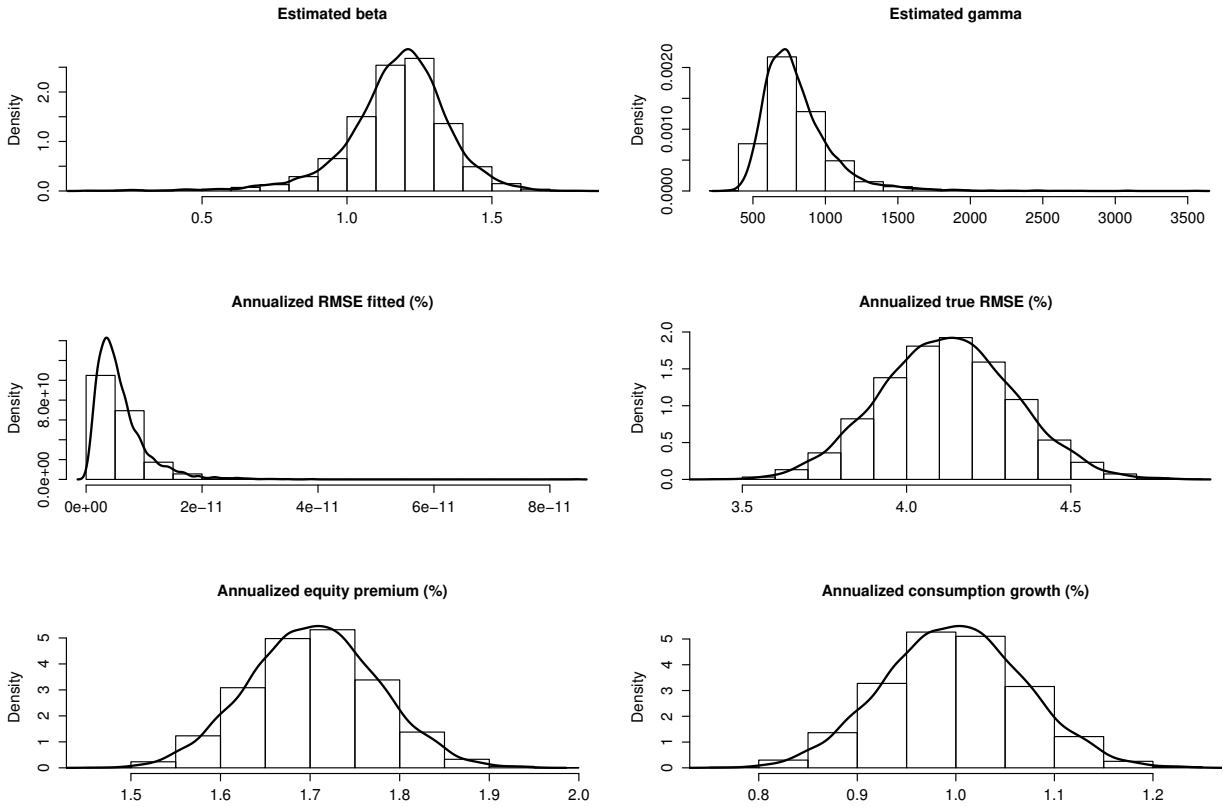 Estimated beta
Density
0.0 1.0 2.0
0.5 1.0 1.5
Estimated gamma
Density
0.0000 0.0010 0.0020
500 1000 1500 2000 2500 3000 3500
Annualized RMSE fitted (%)
Density
0.0e+00 8.0e+10
0e+00 2e−11 4e−11 6e−11 8e−11
Annualized true RMSE (%)
Density
0.0 0.5 1.0 1.5 2.0
3.5 4.0 4.5
Annualized equity premium (%)
Density
0 1 2 3 4 5
1.5 1.6 1.7 1.8 1.9 2.0
Annualized consumption growth (%)
Density
0 1 2 3 4 5
0.8 0.9 1.0 1.1 1.2